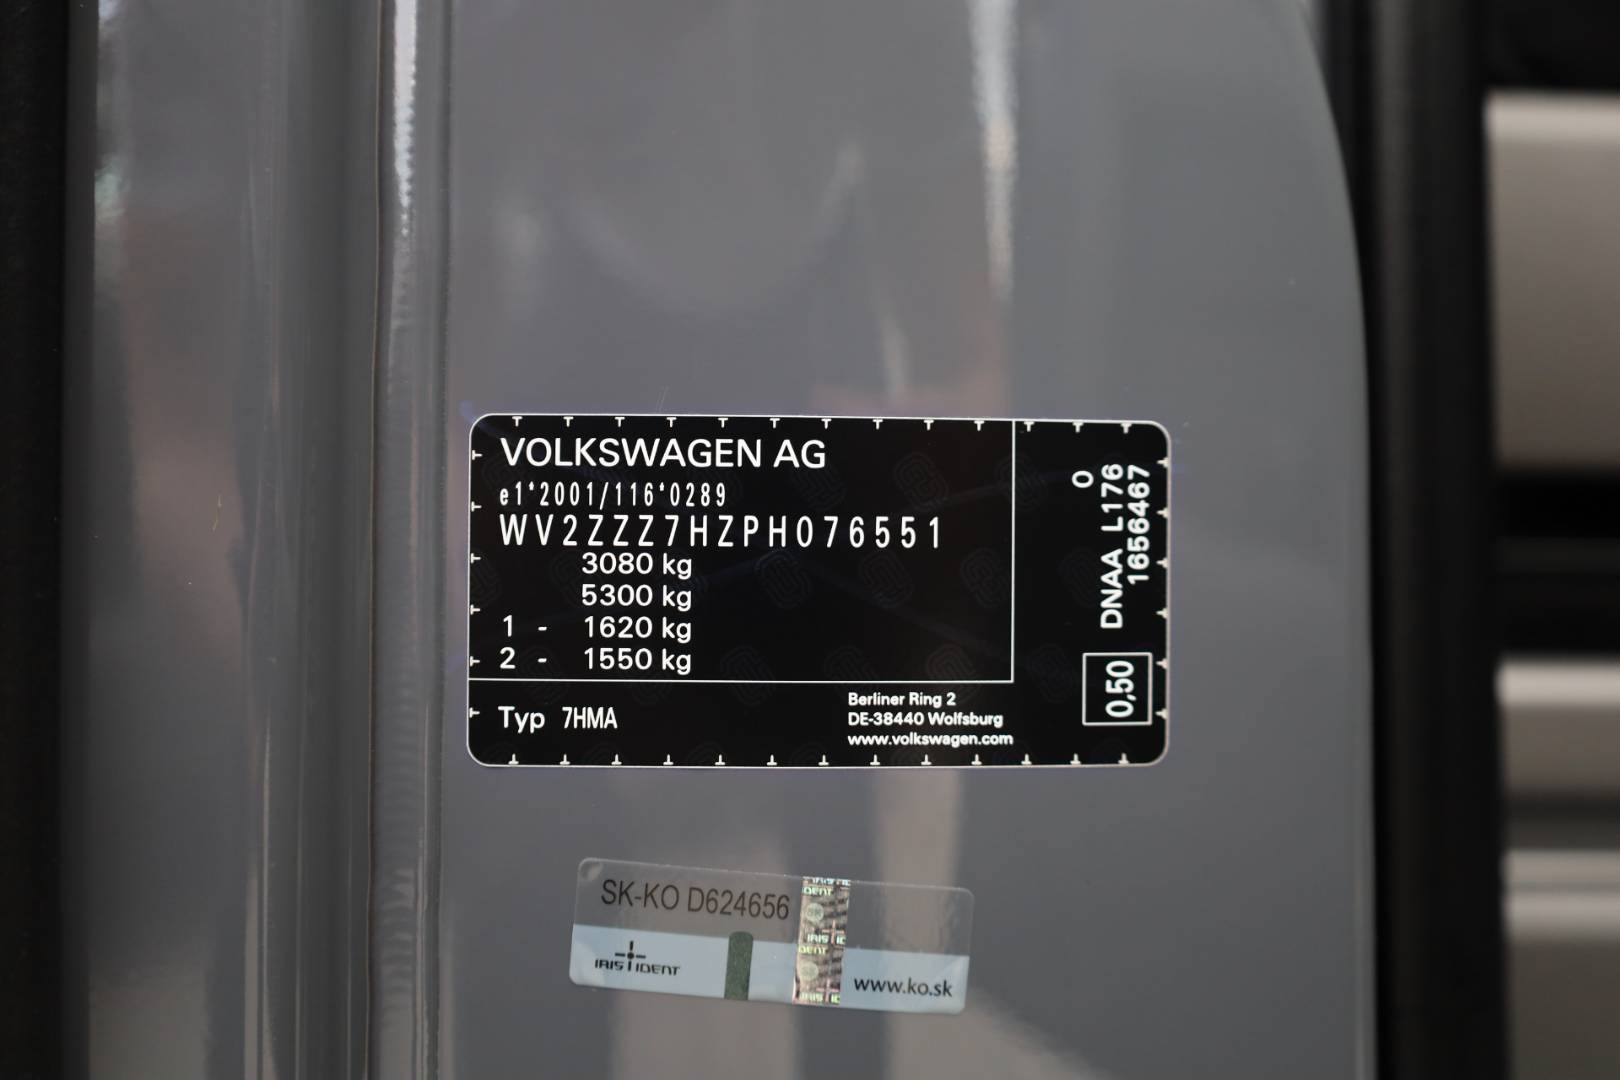 VOLKSWAGEN AG
e1*2001/116*0289
WV2ZZZ7HZPH076551
3080 kg
5300 kg
1 - 1620 kg
2 - 1550 kg
Typ 7HMA
Berliner Ring 2
DE-38440 Wolfsburg
www.volkswagen.com
0
DNAA L176
1656467
0,50
SK-KO D624656
IRIS IDENT
www.ko.sk